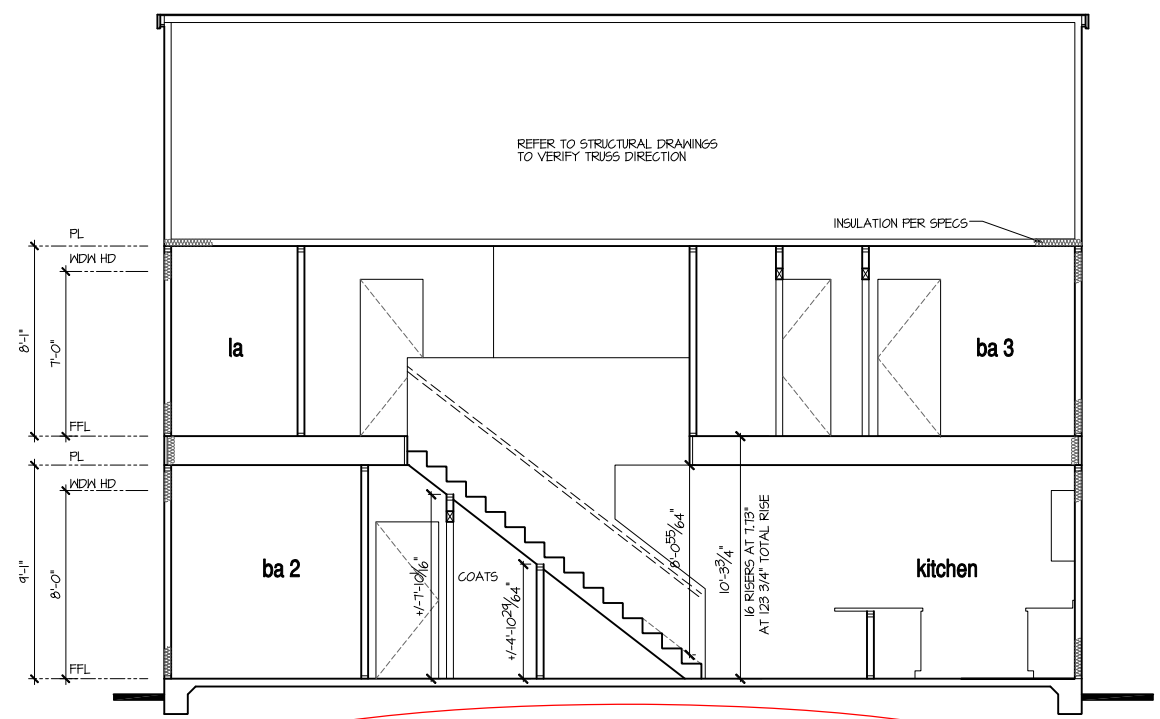 REFER TO STRUCTURAL DRAWINGS
TO VERIFY TRUSS DIRECTION
INSULATION PER SPECS
PL
WDW HD
8'-1"
7'-0"
la
ba 3
FFL
PL
WDW HD
9'-1"
8'-0"
ba 2
+/-7'-10 1/16"
COATS
+/-4'-10 29/64"
8'-0 55/64"
10'-3 3/4"
16 RISERS AT 7.73"
AT 123 3/4" TOTAL RISE
kitchen
FFL